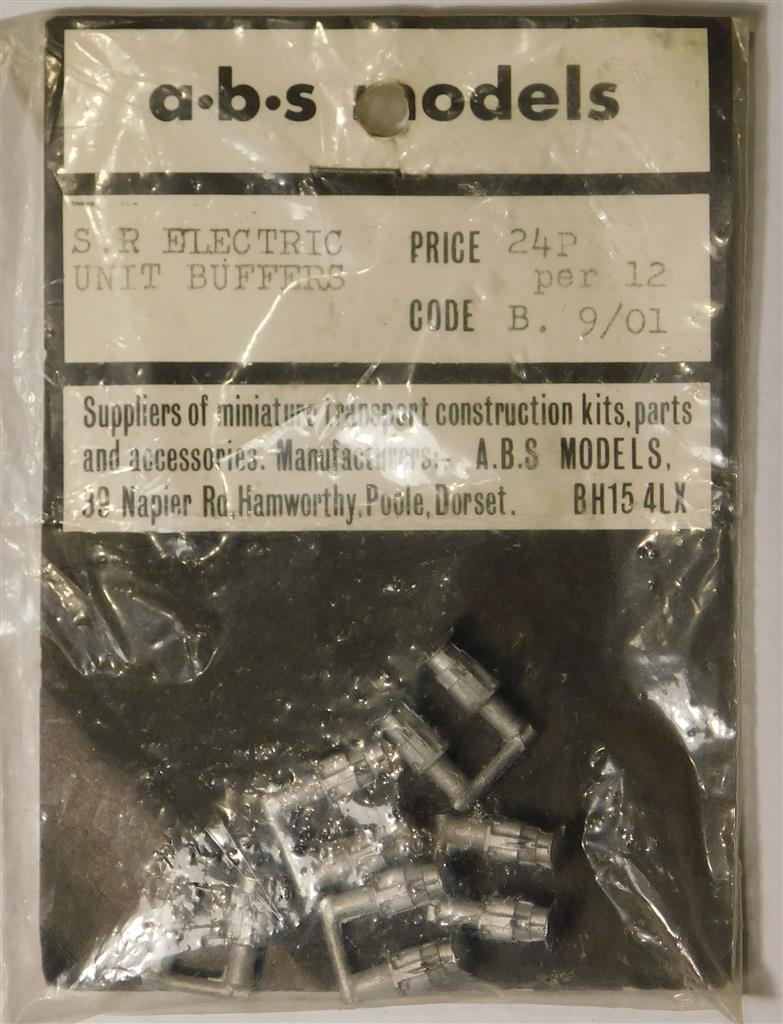 a·b·s models
S.R ELECTRIC
UNIT BUFFERS
PRICE 24P
per 12
CODE B. 9/01
Suppliers of miniature transport construction kits,parts
and accessories. Manufacturers:- A.B.S MODELS,
39 Napier Rd,Hamworthy,Poole,Dorset. BH15 4LX